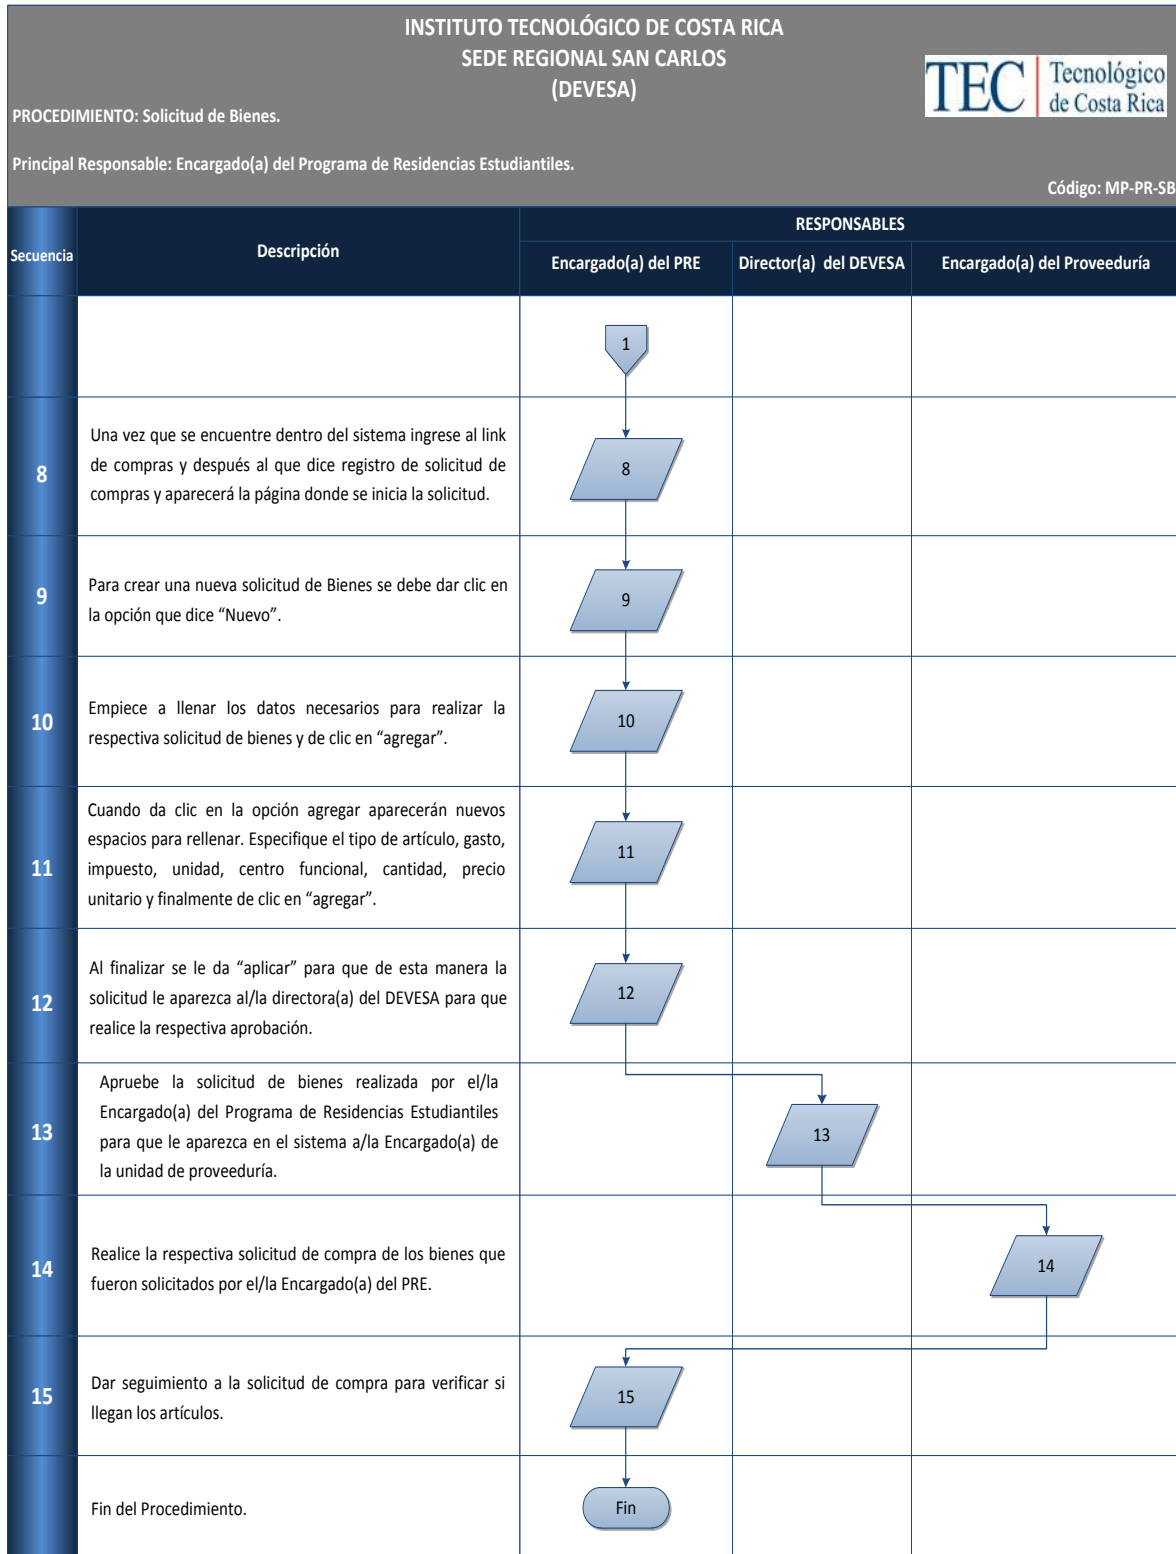 INSTITUTO TECNOLÓGICO DE COSTA RICA
SEDE REGIONAL SAN CARLOS
(DEVESA)
TEC Tecnológico
de Costa Rica
PROCEDIMIENTO: Solicitud de Bienes.
Principal Responsable: Encargado(a) del Programa de Residencias Estudiantiles.
Código: MP-PR-SB
Secuencia
Descripción
RESPONSABLES
Encargado(a) del PRE
Director(a) del DEVESA
Encargado(a) del Proveeduría
1
8
Una vez que se encuentre dentro del sistema ingrese al link
de compras y después al que dice registro de solicitud de
compras y aparecerá la página donde se inicia la solicitud.
8
9
Para crear una nueva solicitud de Bienes se debe dar clic en
la opción que dice “Nuevo”.
9
10
Empiece a llenar los datos necesarios para realizar la
respectiva solicitud de bienes y de clic en “agregar”.
10
11
Cuando da clic en la opción agregar aparecerán nuevos
espacios para rellenar. Especifique el tipo de artículo, gasto,
impuesto, unidad, centro funcional, cantidad, precio
unitario y finalmente de clic en “agregar”.
11
12
Al finalizar se le da “aplicar” para que de esta manera la
solicitud le aparezca al/la directora(a) del DEVESA para que
realice la respectiva aprobación.
12
13
Apruebe la solicitud de bienes realizada por el/la
Encargado(a) del Programa de Residencias Estudiantiles
para que le aparezca en el sistema a/la Encargado(a) de
la unidad de proveeduría.
13
14
Realice la respectiva solicitud de compra de los bienes que
fueron solicitados por el/la Encargado(a) del PRE.
14
15
Dar seguimiento a la solicitud de compra para verificar si
llegan los artículos.
15
Fin del Procedimiento.
Fin